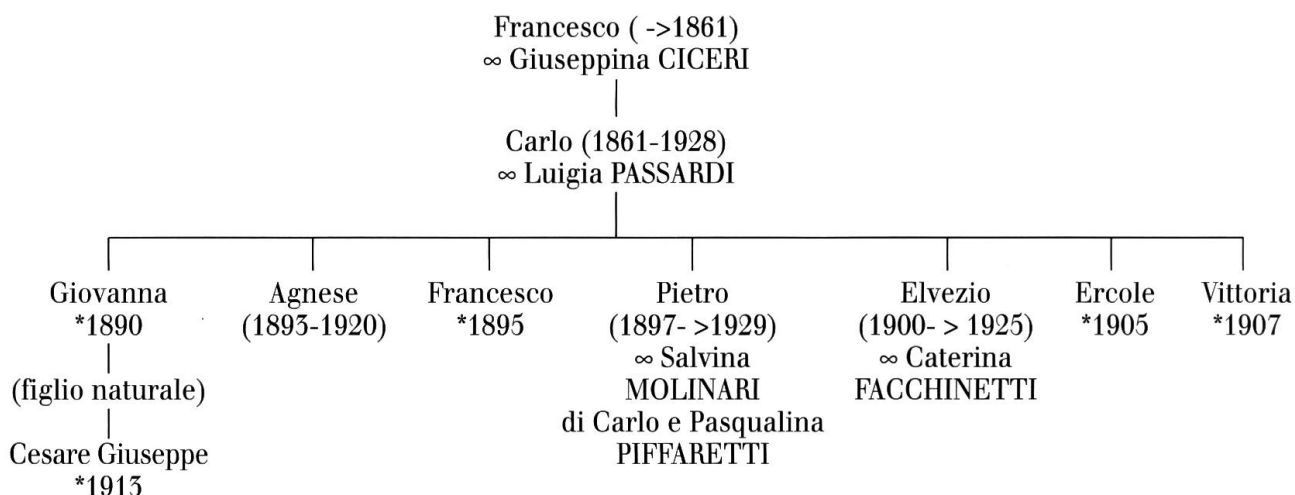 Francesco ( ->1861)
∞ Giuseppina CICERI
Carlo (1861-1928)
∞ Luigia PASSARDI
Giovanna
*1890
(figlio naturale)
Cesare Giuseppe
*1913
Agnese
(1893-1920)
Francesco
*1895
Pietro
(1897- >1929)
∞ Salvina
MOLINARI
di Carlo e Pasqualina
PIFFARETTI
Elvezio
(1900- > 1925)
∞ Caterina
FACCHINETTI
Ercole
*1905
Vittoria
*1907